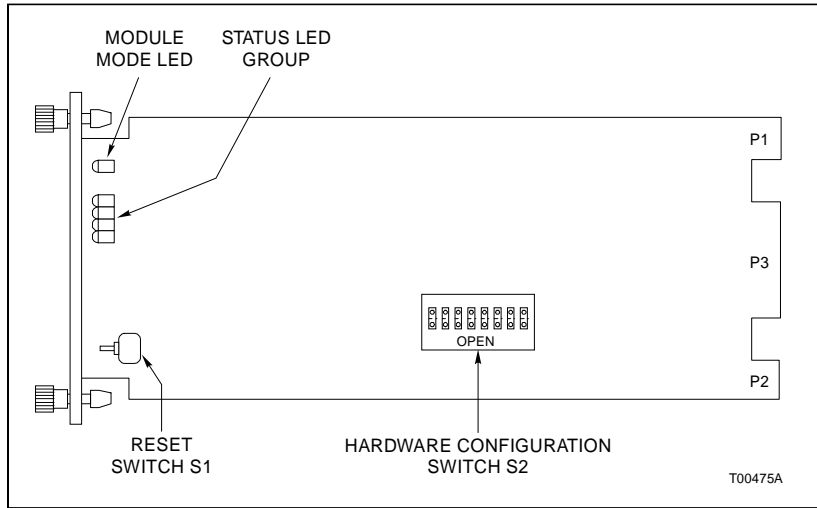 MODULE
MODE LED
STATUS LED
GROUP
P1
P3
OPEN
P2
RESET
SWITCH S1
HARDWARE CONFIGURATION
SWITCH S2
T00475A